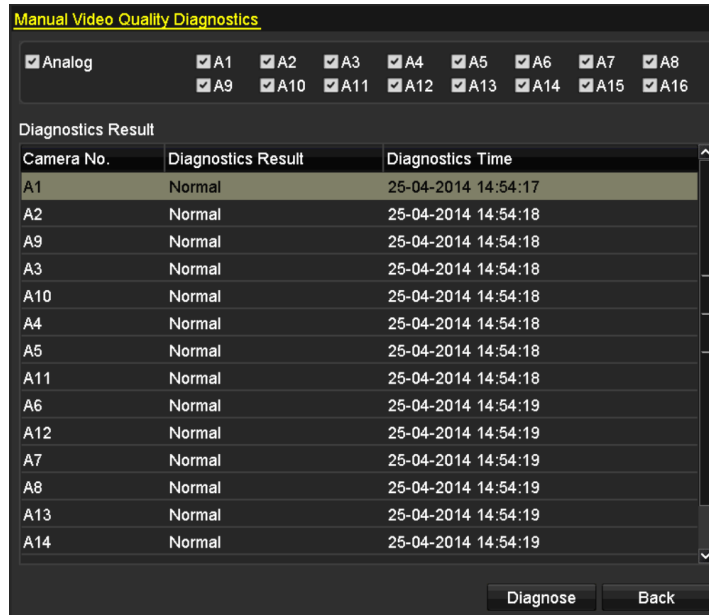 Manual Video Quality Diagnostics
Analog A1 A2 A3 A4 A5 A6 A7 A8
A9 A10 A11 A12 A13 A14 A15 A16
Diagnostics Result
Camera No. Diagnostics Result Diagnostics Time
A1 Normal 25-04-2014 14:54:17
A2 Normal 25-04-2014 14:54:18
A9 Normal 25-04-2014 14:54:18
A3 Normal 25-04-2014 14:54:18
A10 Normal 25-04-2014 14:54:18
A4 Normal 25-04-2014 14:54:18
A5 Normal 25-04-2014 14:54:18
A11 Normal 25-04-2014 14:54:18
A6 Normal 25-04-2014 14:54:19
A12 Normal 25-04-2014 14:54:19
A7 Normal 25-04-2014 14:54:19
A8 Normal 25-04-2014 14:54:19
A13 Normal 25-04-2014 14:54:19
A14 Normal 25-04-2014 14:54:19
Diagnose Back